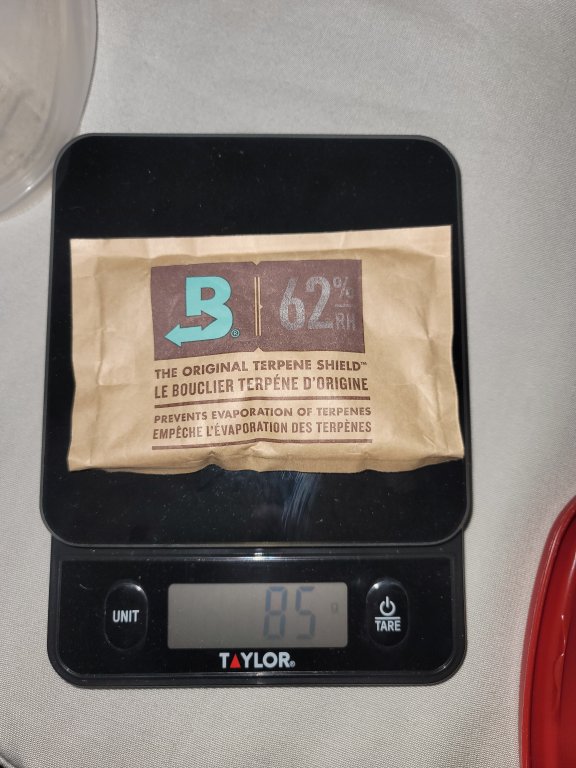 B® 62% RH
THE ORIGINAL TERPENE SHIELD™
LE BOUCLIER TERPÉNE D'ORIGINE
PREVENTS EVAPORATION OF TERPENES
EMPÊCHE L'ÉVAPORATION DES TERPÈNES
UNIT
85 g
TARE
TAYLOR®